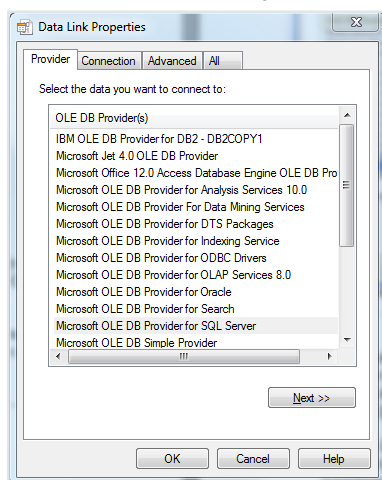 Data Link Properties
Provider Connection Advanced All
Select the data you want to connect to:
OLE DB Provider(s)
IBM OLE DB Provider for DB2 - DB2COPY1
Microsoft Jet 4.0 OLE DB Provider
Microsoft Office 12.0 Access Database Engine OLE DB Pro
Microsoft OLE DB Provider for Analysis Services 10.0
Microsoft OLE DB Provider For Data Mining Services
Microsoft OLE DB Provider for DTS Packages
Microsoft OLE DB Provider for Indexing Service
Microsoft OLE DB Provider for ODBC Drivers
Microsoft OLE DB Provider for OLAP Services 8.0
Microsoft OLE DB Provider for Oracle
Microsoft OLE DB Provider for Search
Microsoft OLE DB Provider for SQL Server
Microsoft OLE DB Simple Provider
Next >>
OK Cancel Help